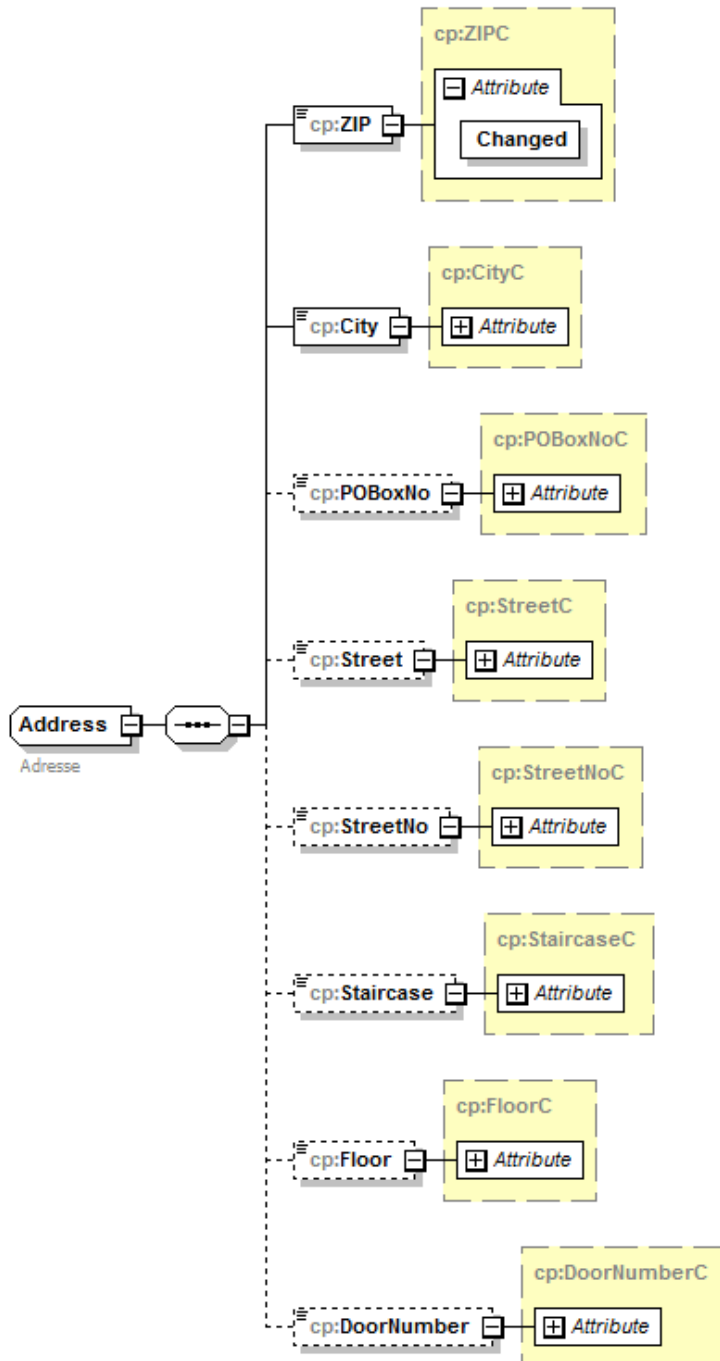 cp:ZIPC
Attribute
cp:ZIP
Changed
cp:CityC
cp:City
Attribute
cp:POBoxNoC
cp:POBoxNo
Attribute
cp:StreetC
cp:Street
Attribute
Address
Adresse
cp:StreetNoC
cp:StreetNo
Attribute
cp:StaircaseC
cp:Staircase
Attribute
cp:FloorC
cp:Floor
Attribute
cp:DoorNumberC
cp:DoorNumber
Attribute